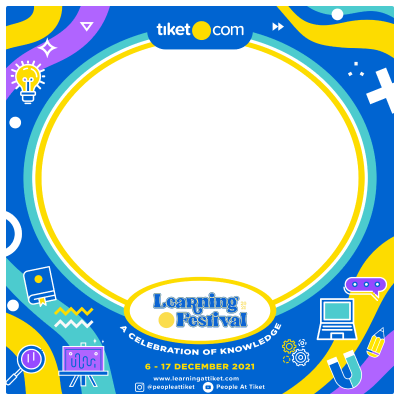 tiket.com
Learning
Festival
A CELEBRATION OF KNOWLEDGE
6 - 17 DECEMBER 2021
www.learningattiket.com
@peopleattiket People At Tiket